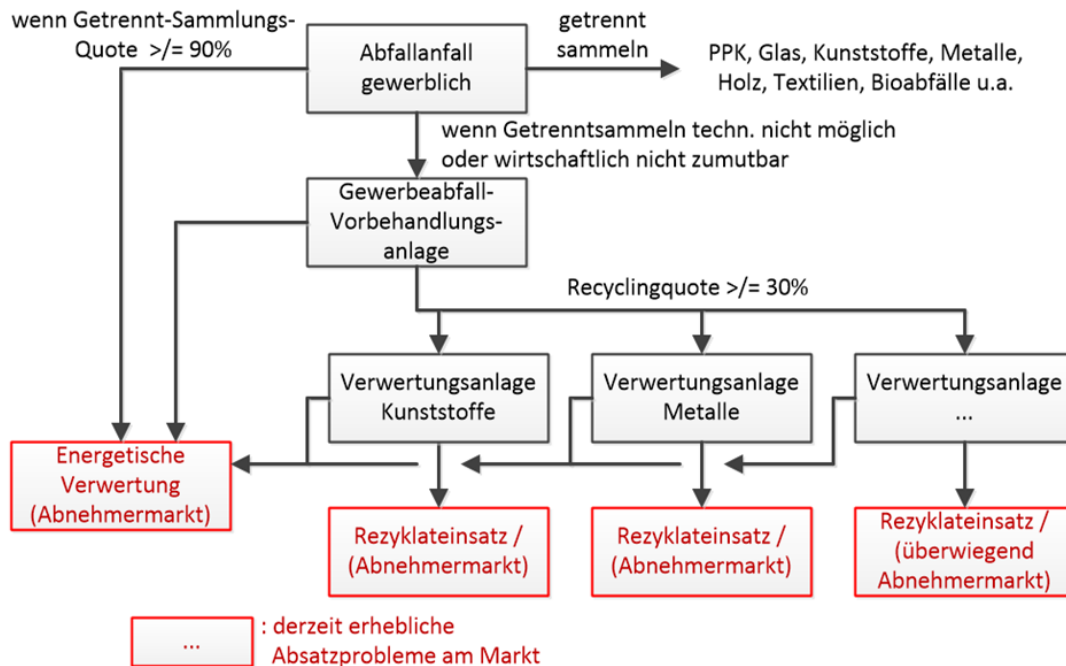 wenn Getrennt-Sammlungs-
Quote >/= 90%
Abfallanfall
gewerblich
getrennt
sammeln
PPK, Glas, Kunststoffe, Metalle,
Holz, Textilien, Bioabfälle u.a.
wenn Getrenntsammeln techn. nicht möglich
oder wirtschaftlich nicht zumutbar
Gewerbeabfall-
Vorbehandlungs-
anlage
Recyclingquote >/= 30%
Verwertungsanlage
Kunststoffe
Verwertungsanlage
Metalle
Verwertungsanlage
...
Energetische
Verwertung
(Abnehmermarkt)
Rezyklateinsatz /
(Abnehmermarkt)
Rezyklateinsatz /
(Abnehmermarkt)
Rezyklateinsatz /
(überwiegend
Abnehmermarkt)
...
: derzeit erhebliche
Absatzprobleme am Markt